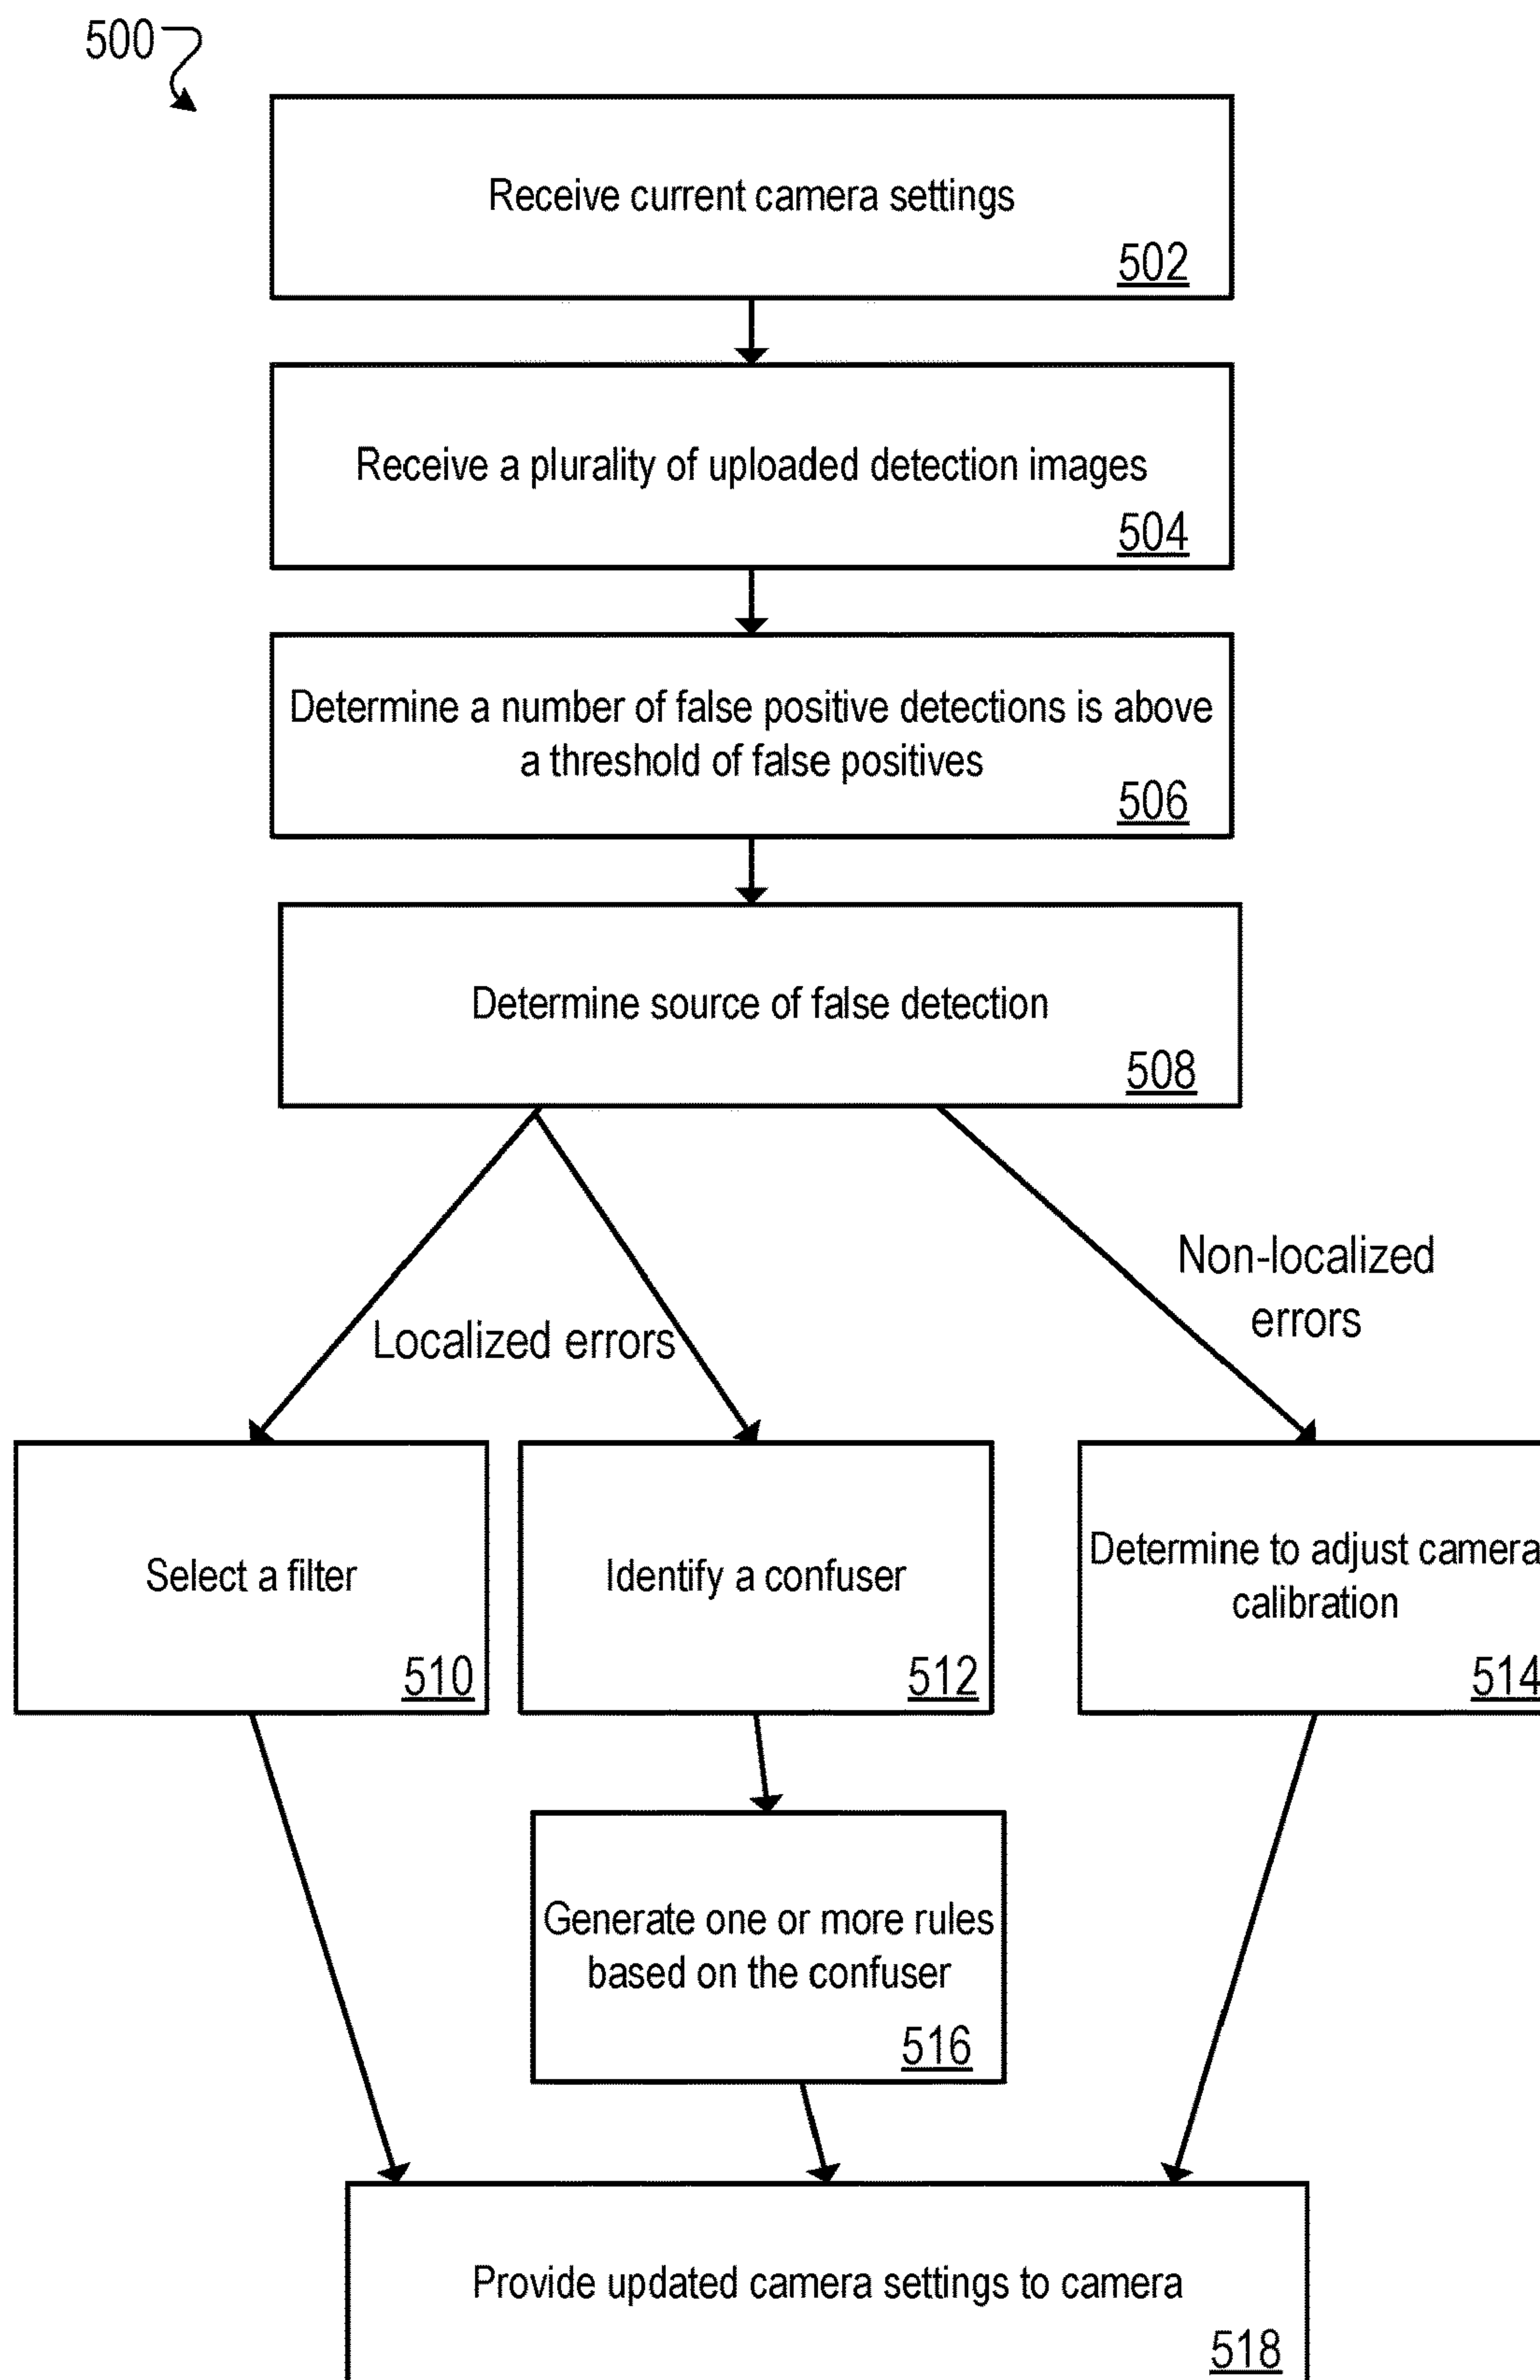 500
Receive current camera settings
502
Receive a plurality of uploaded detection images
504
Determine a number of false positive detections is above
a threshold of false positives
506
Determine source of false detection
508
Non-localized
errors
Localized errors
Select a filter
510
Identify a confuser
512
Determine to adjust camera
calibration
514
Generate one or more rules
based on the confuser
516
Provide updated camera settings to camera
518